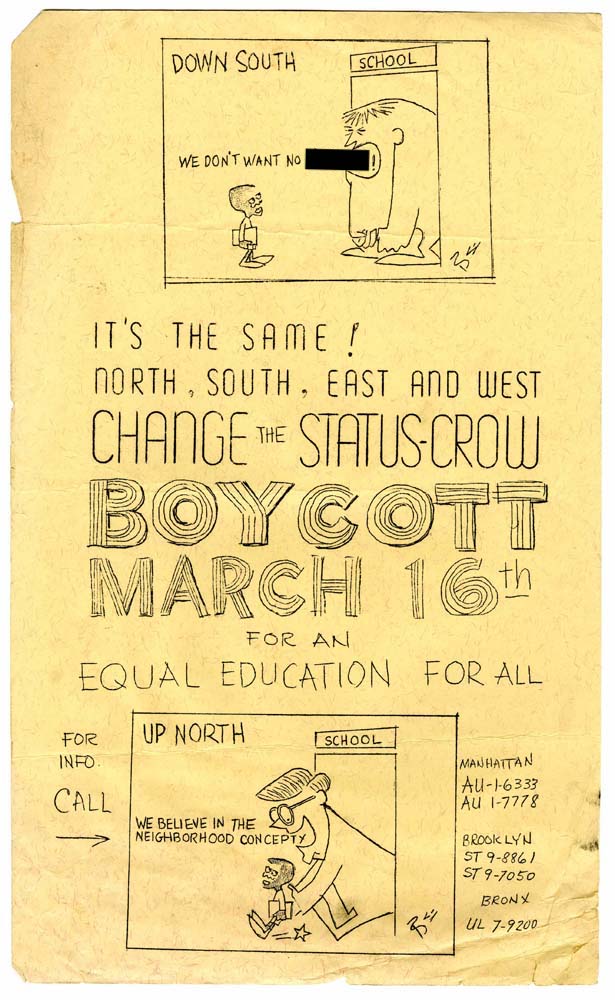 DOWN SOUTH
SCHOOL
WE DON'T WANT NO !
IT'S THE SAME !
NORTH, SOUTH, EAST AND WEST
CHANGE THE STATUS-CROW
BOYCOTT
MARCH 16th
FOR AN
EQUAL EDUCATION FOR ALL
UP NORTH
SCHOOL
WE BELIEVE IN THE
NEIGHBORHOOD CONCEPTY
FOR
INFO.
CALL
MANHATTAN
AU-1-6333
AU 1-7778
BROOKLYN
ST 9-8861
ST 9-7050
BRONX
UL 7-9200